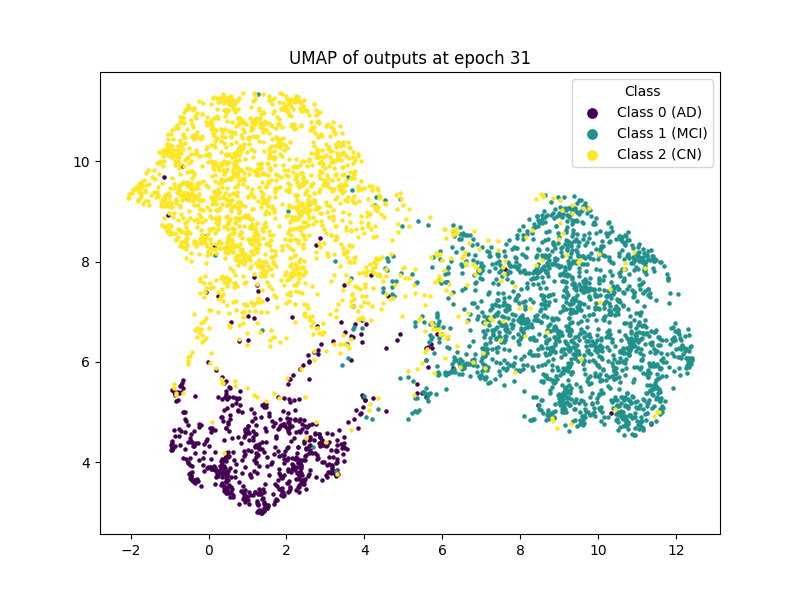 UMAP of outputs at epoch 31
Class
Class 0 (AD)
Class 1 (MCI)
Class 2 (CN)
10
8
6
4
−2
0
2
4
6
8
10
12